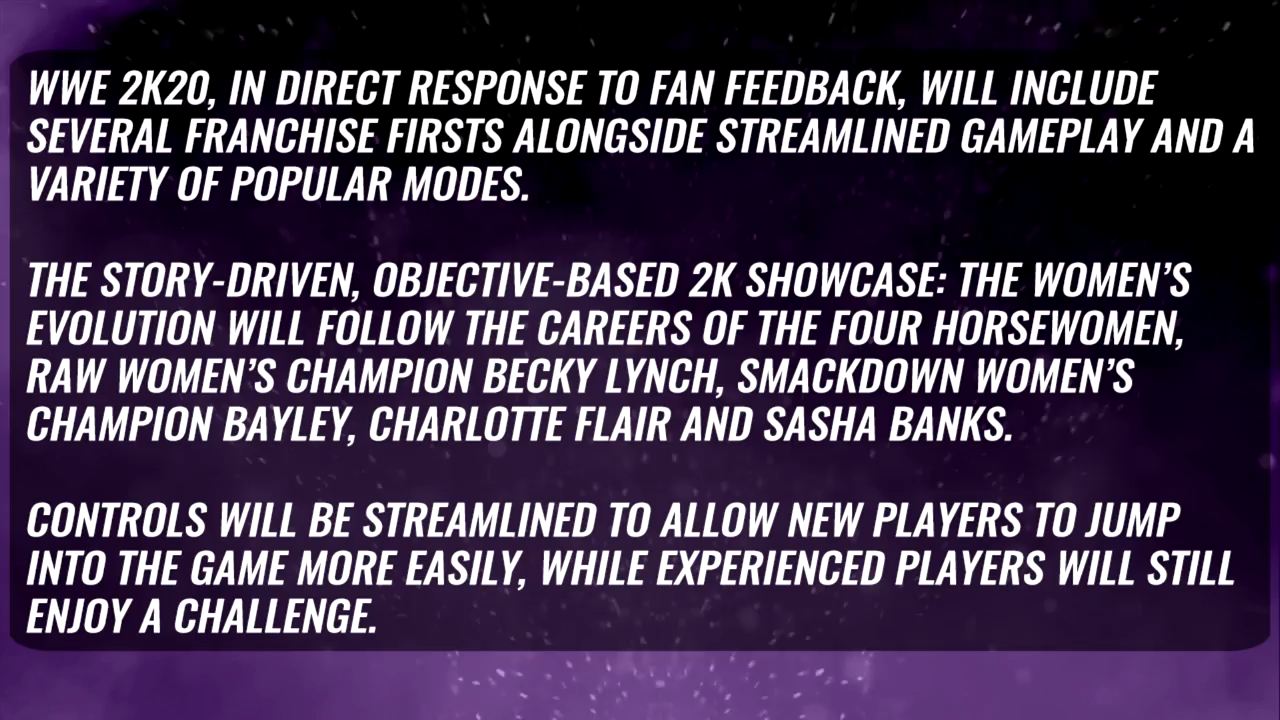 WWE 2K20, IN DIRECT RESPONSE TO FAN FEEDBACK, WILL INCLUDE
SEVERAL FRANCHISE FIRSTS ALONGSIDE STREAMLINED GAMEPLAY AND A
VARIETY OF POPULAR MODES.
THE STORY-DRIVEN, OBJECTIVE-BASED 2K SHOWCASE: THE WOMEN’S
EVOLUTION WILL FOLLOW THE CAREERS OF THE FOUR HORSEWOMEN,
RAW WOMEN’S CHAMPION BECKY LYNCH, SMACKDOWN WOMEN’S
CHAMPION BAYLEY, CHARLOTTE FLAIR AND SASHA BANKS.
CONTROLS WILL BE STREAMLINED TO ALLOW NEW PLAYERS TO JUMP
INTO THE GAME MORE EASILY, WHILE EXPERIENCED PLAYERS WILL STILL
ENJOY A CHALLENGE.